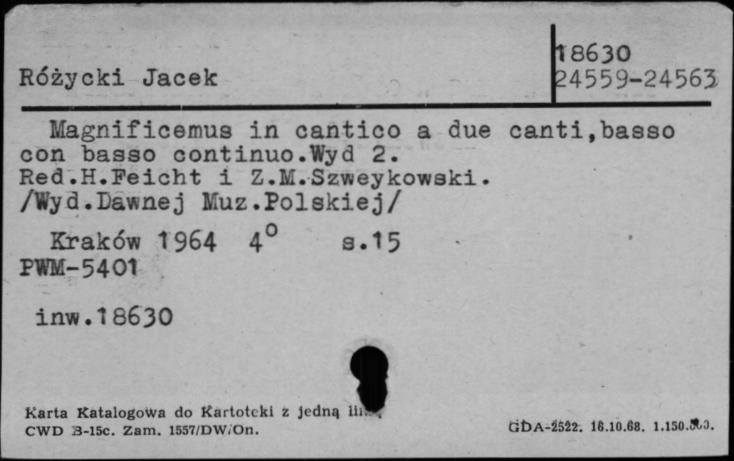 Różycki Jacek
18630
24559-24563
Magnificemus in cantico a due canti,basso
con basso continuo.Wyd 2.
Red.H.Feicht i Z.M.Szweykowski.
/Wyd.Dawnej Muz.Polskiej/
Kraków 1964 4° s.15
PWM-5401
inw.18630
Karta Katalogowa do Kartoteki z jedną
CWD B-15c. Zam. 1557/DW/On.
GDA-2522. 16.10.68.